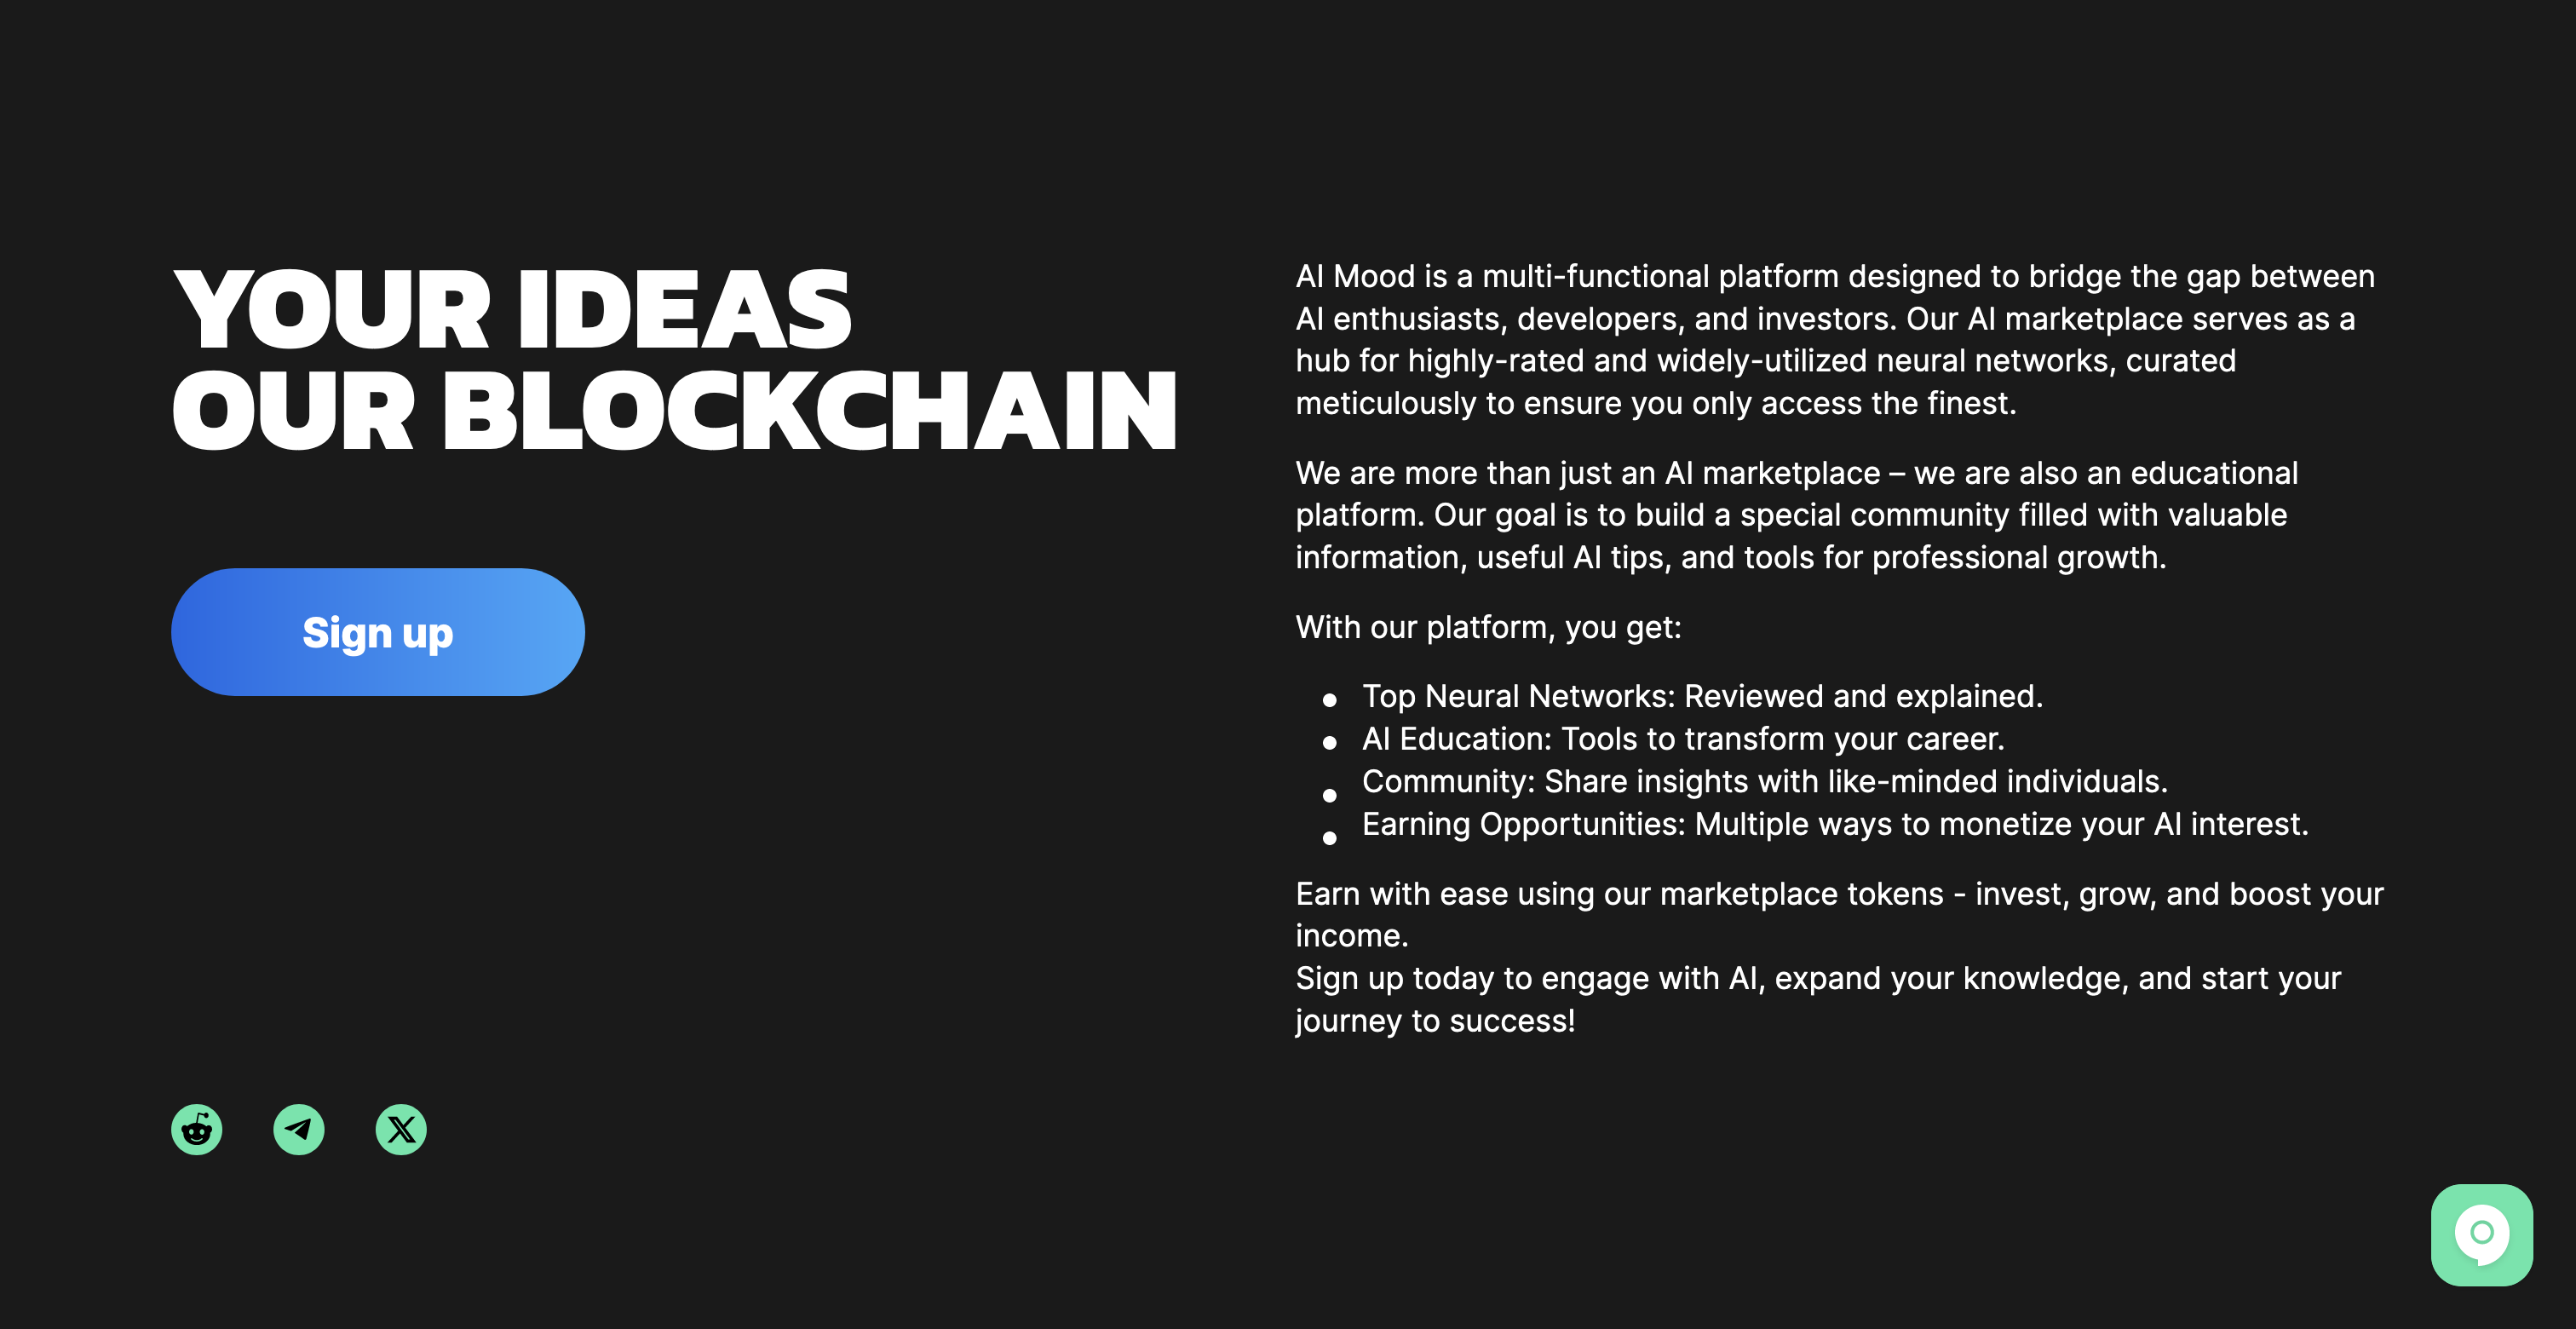 YOUR IDEAS
OUR BLOCKCHAIN
Sign up
AI Mood is a multi-functional platform designed to bridge the gap between
AI enthusiasts, developers, and investors. Our AI marketplace serves as a
hub for highly-rated and widely-utilized neural networks, curated
meticulously to ensure you only access the finest.
We are more than just an AI marketplace – we are also an educational
platform. Our goal is to build a special community filled with valuable
information, useful AI tips, and tools for professional growth.
With our platform, you get:
Top Neural Networks: Reviewed and explained.
AI Education: Tools to transform your career.
Community: Share insights with like-minded individuals.
Earning Opportunities: Multiple ways to monetize your AI interest.
Earn with ease using our marketplace tokens - invest, grow, and boost your
income.
Sign up today to engage with AI, expand your knowledge, and start your
journey to success!